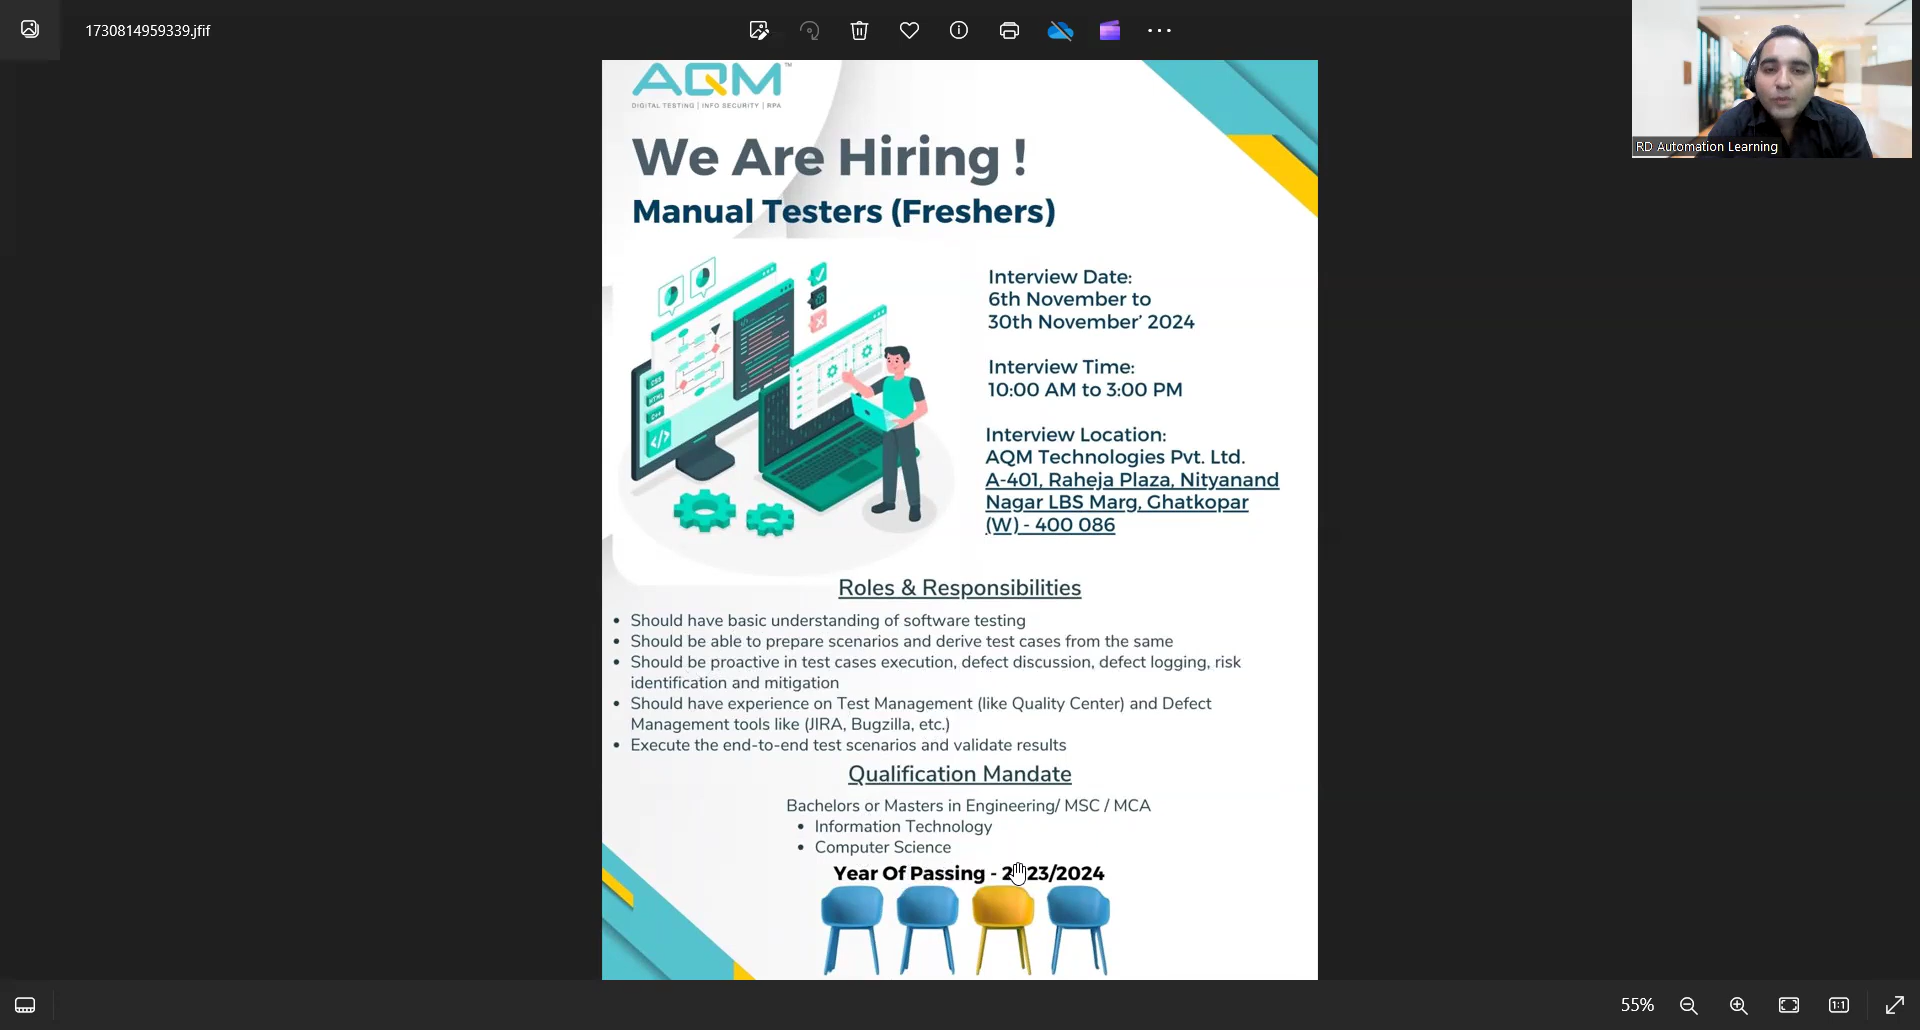 1730814959339.jfif
RD Automation Learning
AQM™
DIGITAL TESTING | INFO SECURITY | RPA
We Are Hiring !
Manual Testers (Freshers)
CSS
HTML
C++
</>
Interview Date:
6th November to
30th November’ 2024
Interview Time:
10:00 AM to 3:00 PM
Interview Location:
AQM Technologies Pvt. Ltd.
A-401, Raheja Plaza, Nityanand
Nagar LBS Marg, Ghatkopar
(W) - 400 086
Roles & Responsibilities
• Should have basic understanding of software testing
• Should be able to prepare scenarios and derive test cases from the same
• Should be proactive in test cases execution, defect discussion, defect logging, risk
identification and mitigation
• Should have experience on Test Management (like Quality Center) and Defect
Management tools like (JIRA, Bugzilla, etc.)
• Execute the end-to-end test scenarios and validate results
Qualification Mandate
Bachelors or Masters in Engineering/ MSC / MCA
• Information Technology
• Computer Science
Year Of Passing - 2023/2024
55%
1:1